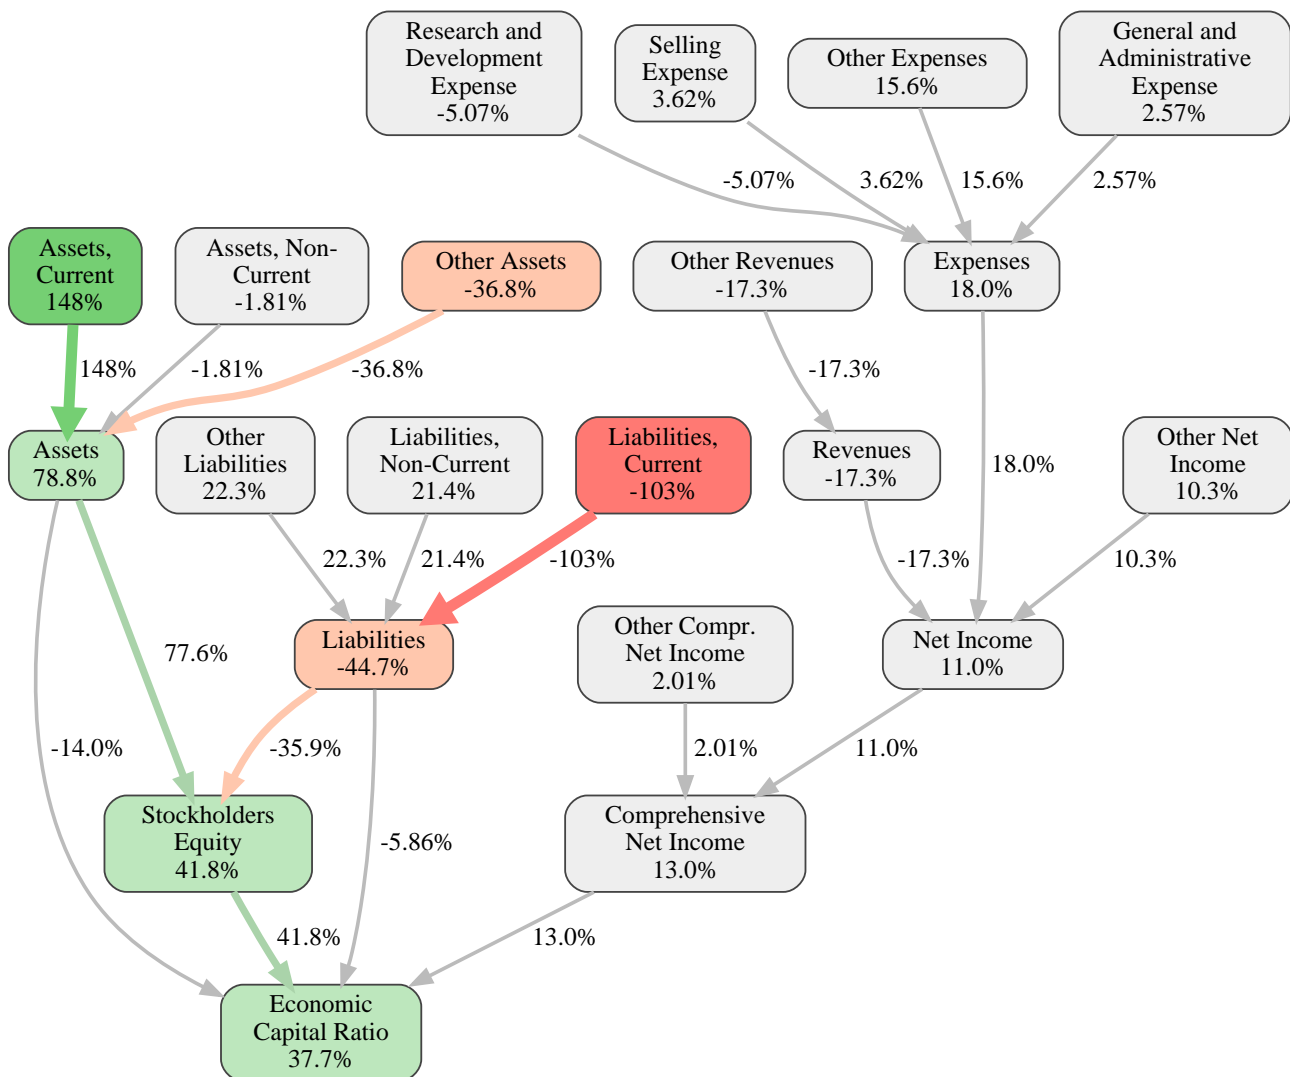 Research and
Development
Expense
-5.07%
Selling
Expense
3.62%
Other Expenses
15.6%
General and
Administrative
Expense
2.57%
-5.07%
3.62%
15.6%
2.57%
Assets,
Current
148%
Assets, Non-
Current
-1.81%
Other Assets
-36.8%
Other Revenues
-17.3%
Expenses
18.0%
148%
-1.81%
-36.8%
-17.3%
Assets
78.8%
Other
Liabilities
22.3%
Liabilities,
Non-Current
21.4%
Liabilities,
Current
-103%
Revenues
-17.3%
18.0%
Other Net
Income
10.3%
22.3%
21.4%
-103%
-17.3%
10.3%
77.6%
Liabilities
-44.7%
Other Compr.
Net Income
2.01%
Net Income
11.0%
-14.0%
-35.9%
2.01%
11.0%
Stockholders
Equity
41.8%
-5.86%
Comprehensive
Net Income
13.0%
41.8%
13.0%
Economic
Capital Ratio
37.7%